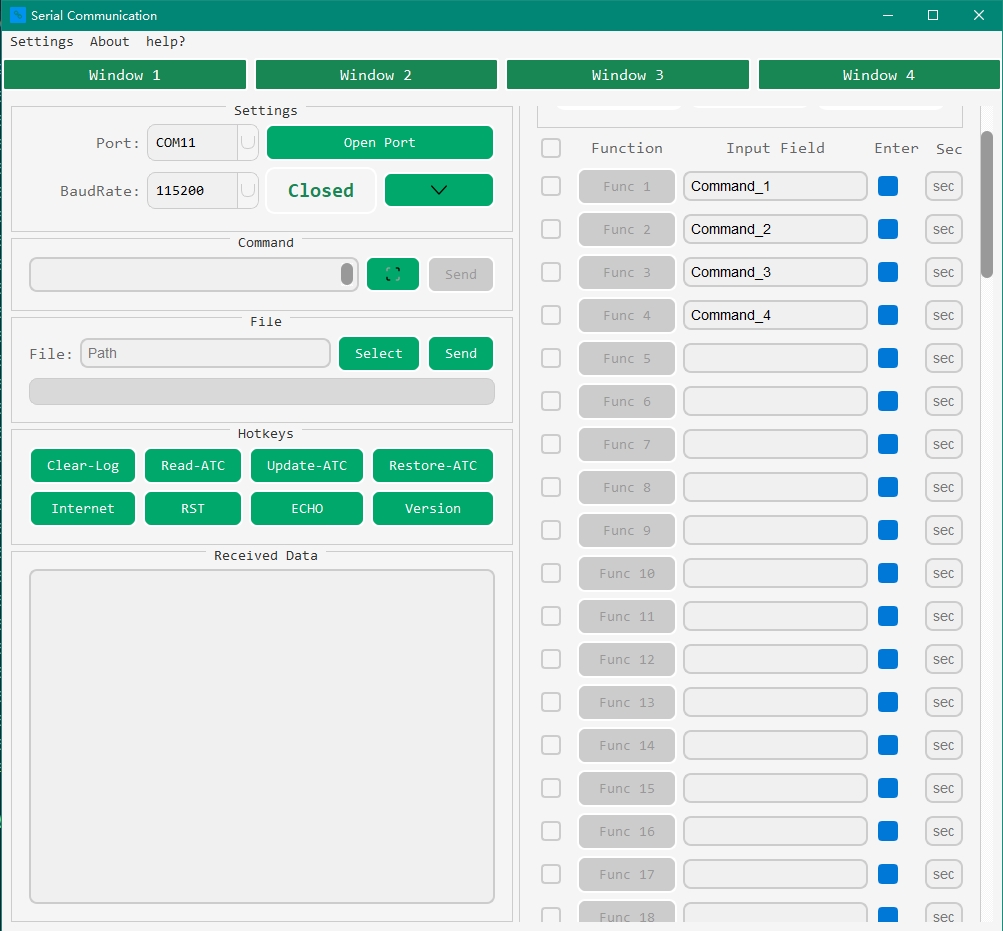 Serial Communication
Settings About help?
Window 1 Window 2 Window 3 Window 4
Settings
Port: COM11 Open Port
BaudRate: 115200 Closed
Command
Send
File
File: Path Select Send
Hotkeys
Clear-Log Read-ATC Update-ATC Restore-ATC
Internet RST ECHO Version
Received Data
Function Input Field Enter Sec
Func 1 Command_1 sec
Func 2 Command_2 sec
Func 3 Command_3 sec
Func 4 Command_4 sec
Func 5 sec
Func 6 sec
Func 7 sec
Func 8 sec
Func 9 sec
Func 10 sec
Func 11 sec
Func 12 sec
Func 13 sec
Func 14 sec
Func 15 sec
Func 16 sec
Func 17 sec
Func 18 sec